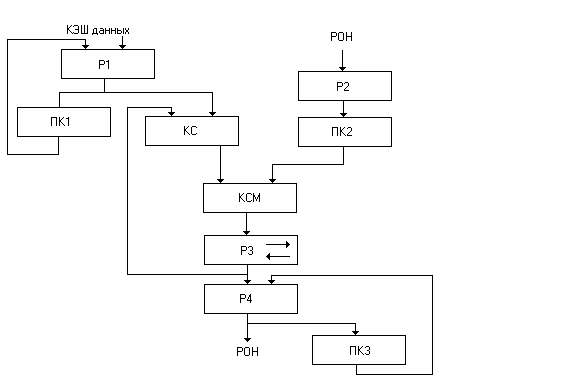 КЭШ данных
РОН
Р1
Р2
ПК1
КС
ПК2
КСМ
Р3
Р4
РОН
ПК3